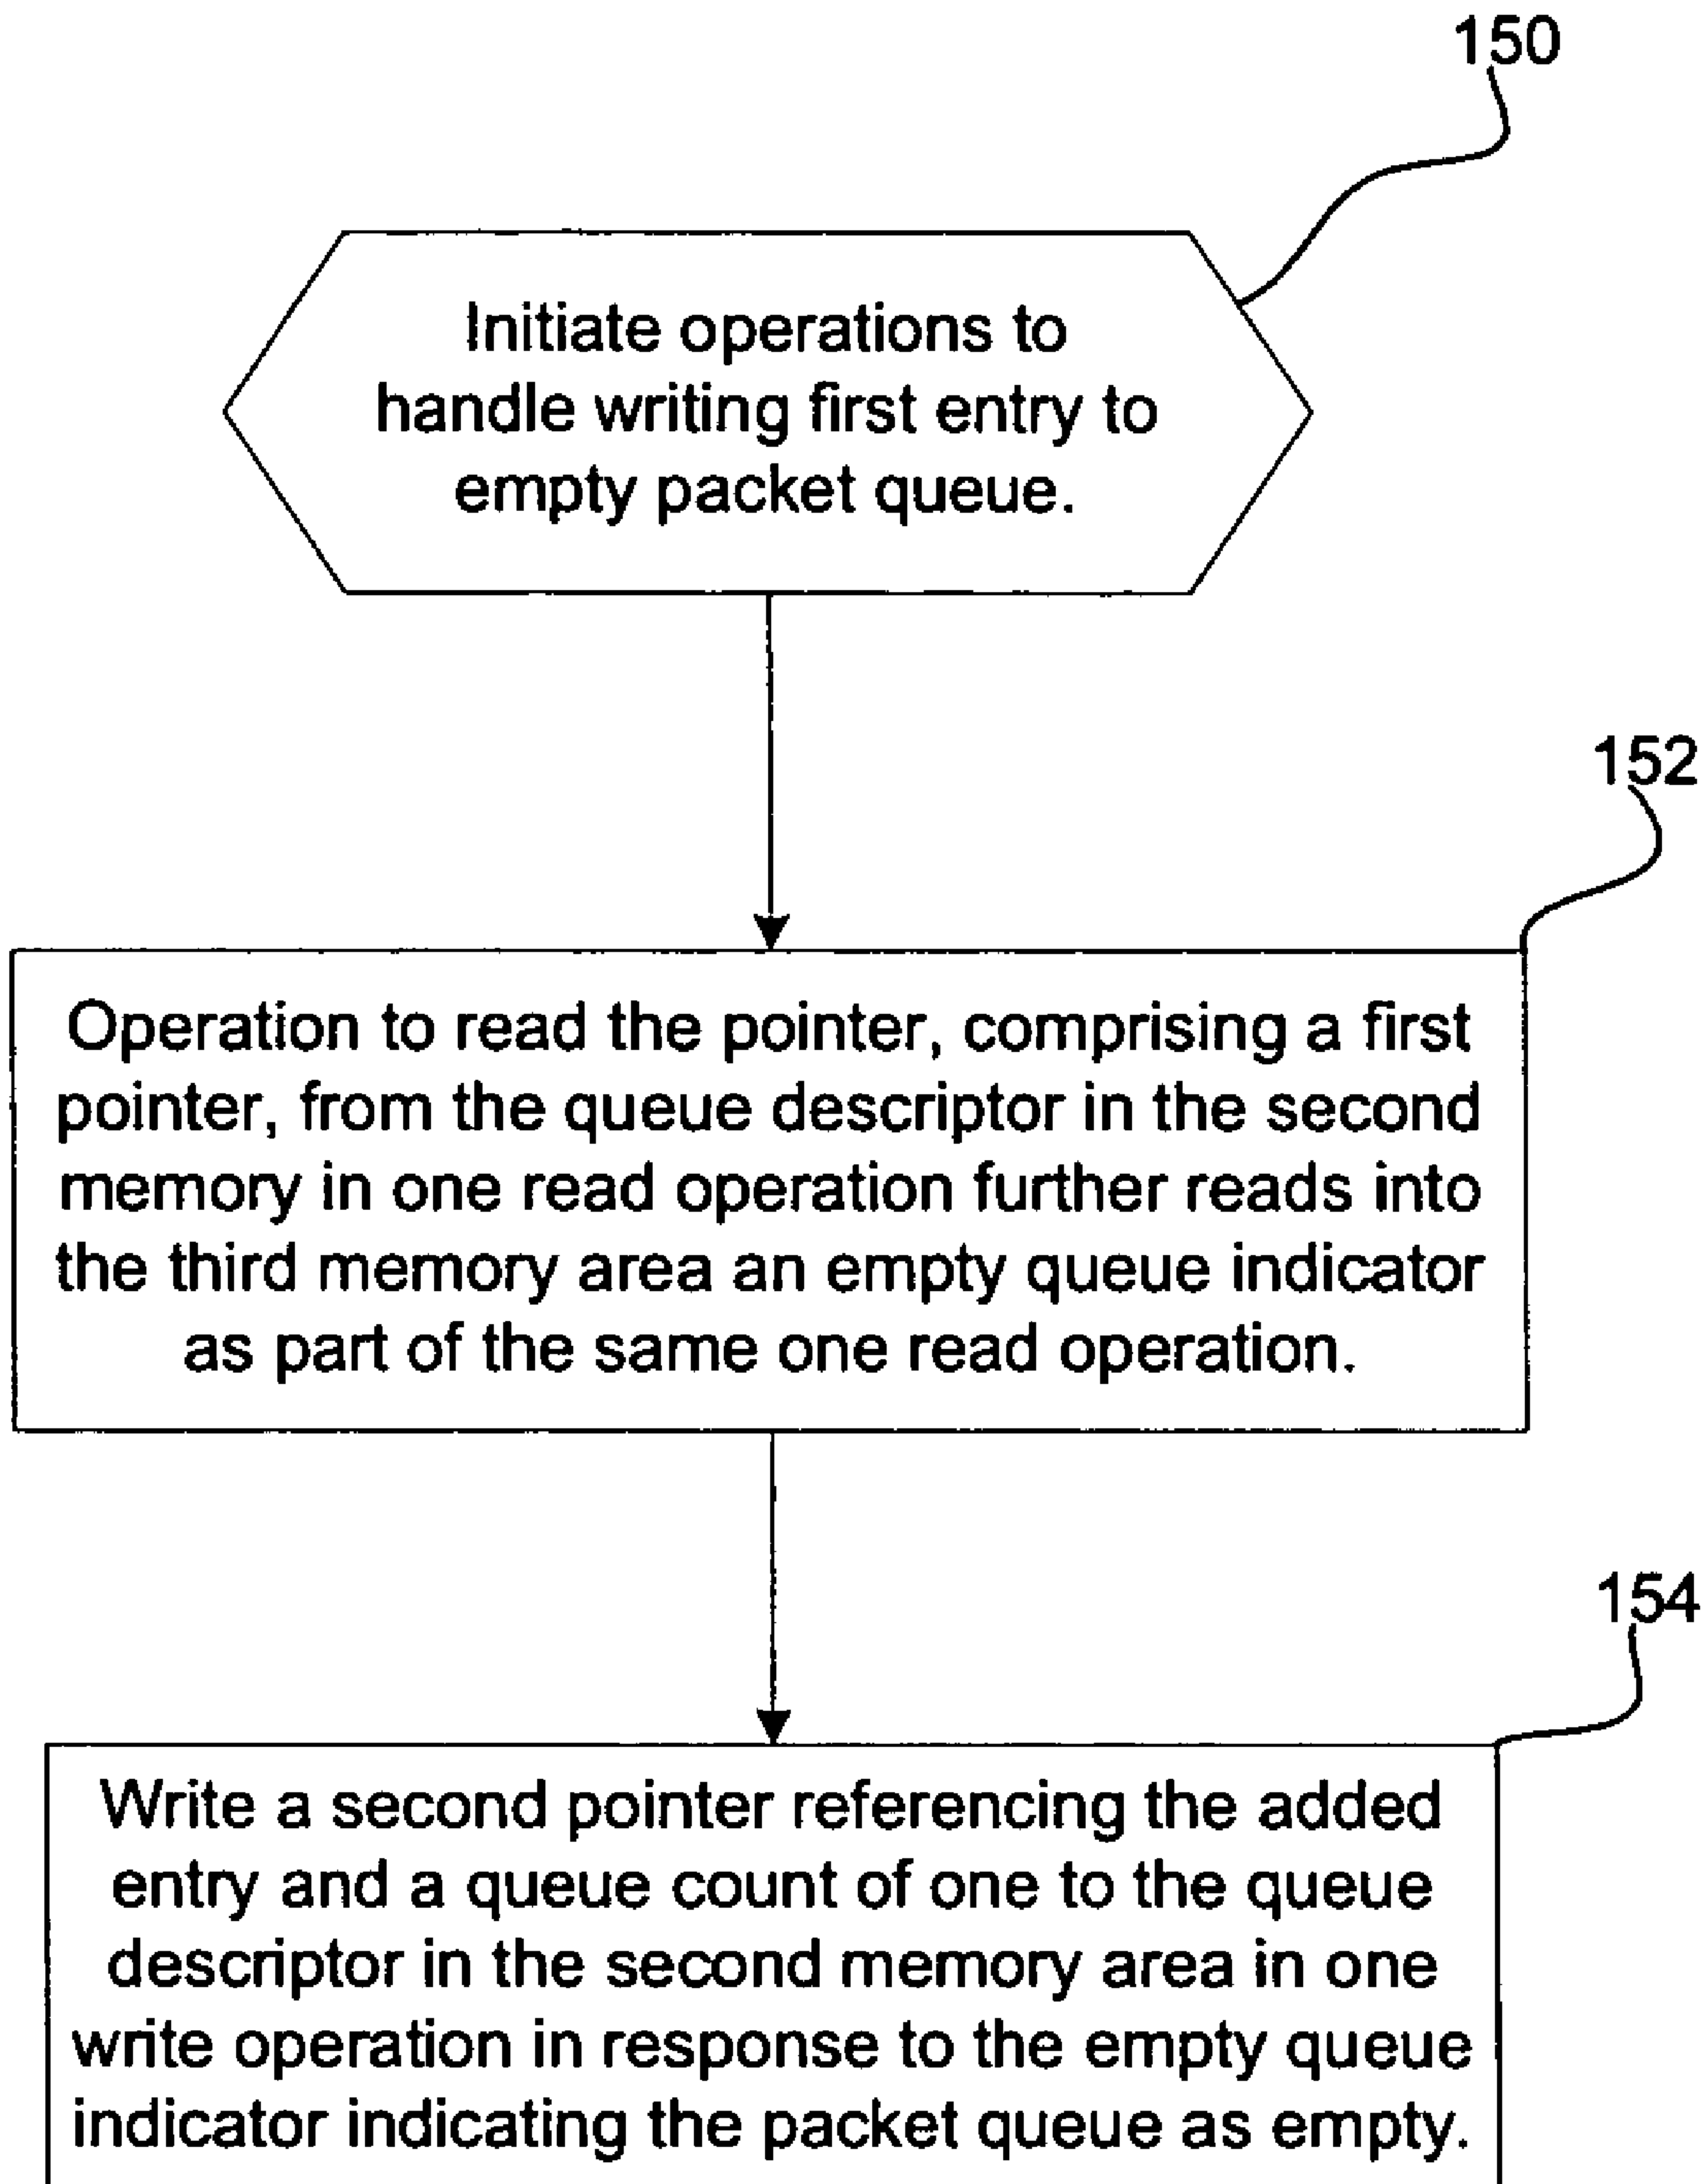 150
Initiate operations to
handle writing first entry to
empty packet queue.
152
Operation to read the pointer, comprising a first
pointer, from the queue descriptor in the second
memory in one read operation further reads into
the third memory area an empty queue indicator
as part of the same one read operation.
154
Write a second pointer referencing the added
entry and a queue count of one to the queue
descriptor in the second memory area in one
write operation in response to the empty queue
indicator indicating the packet queue as empty.